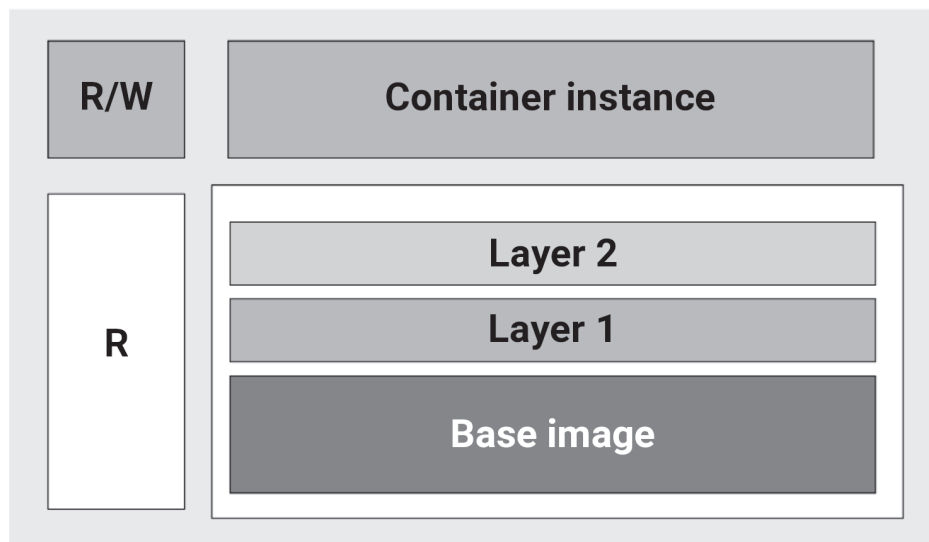 R/W
Container instance
R
Layer 2
Layer 1
Base image